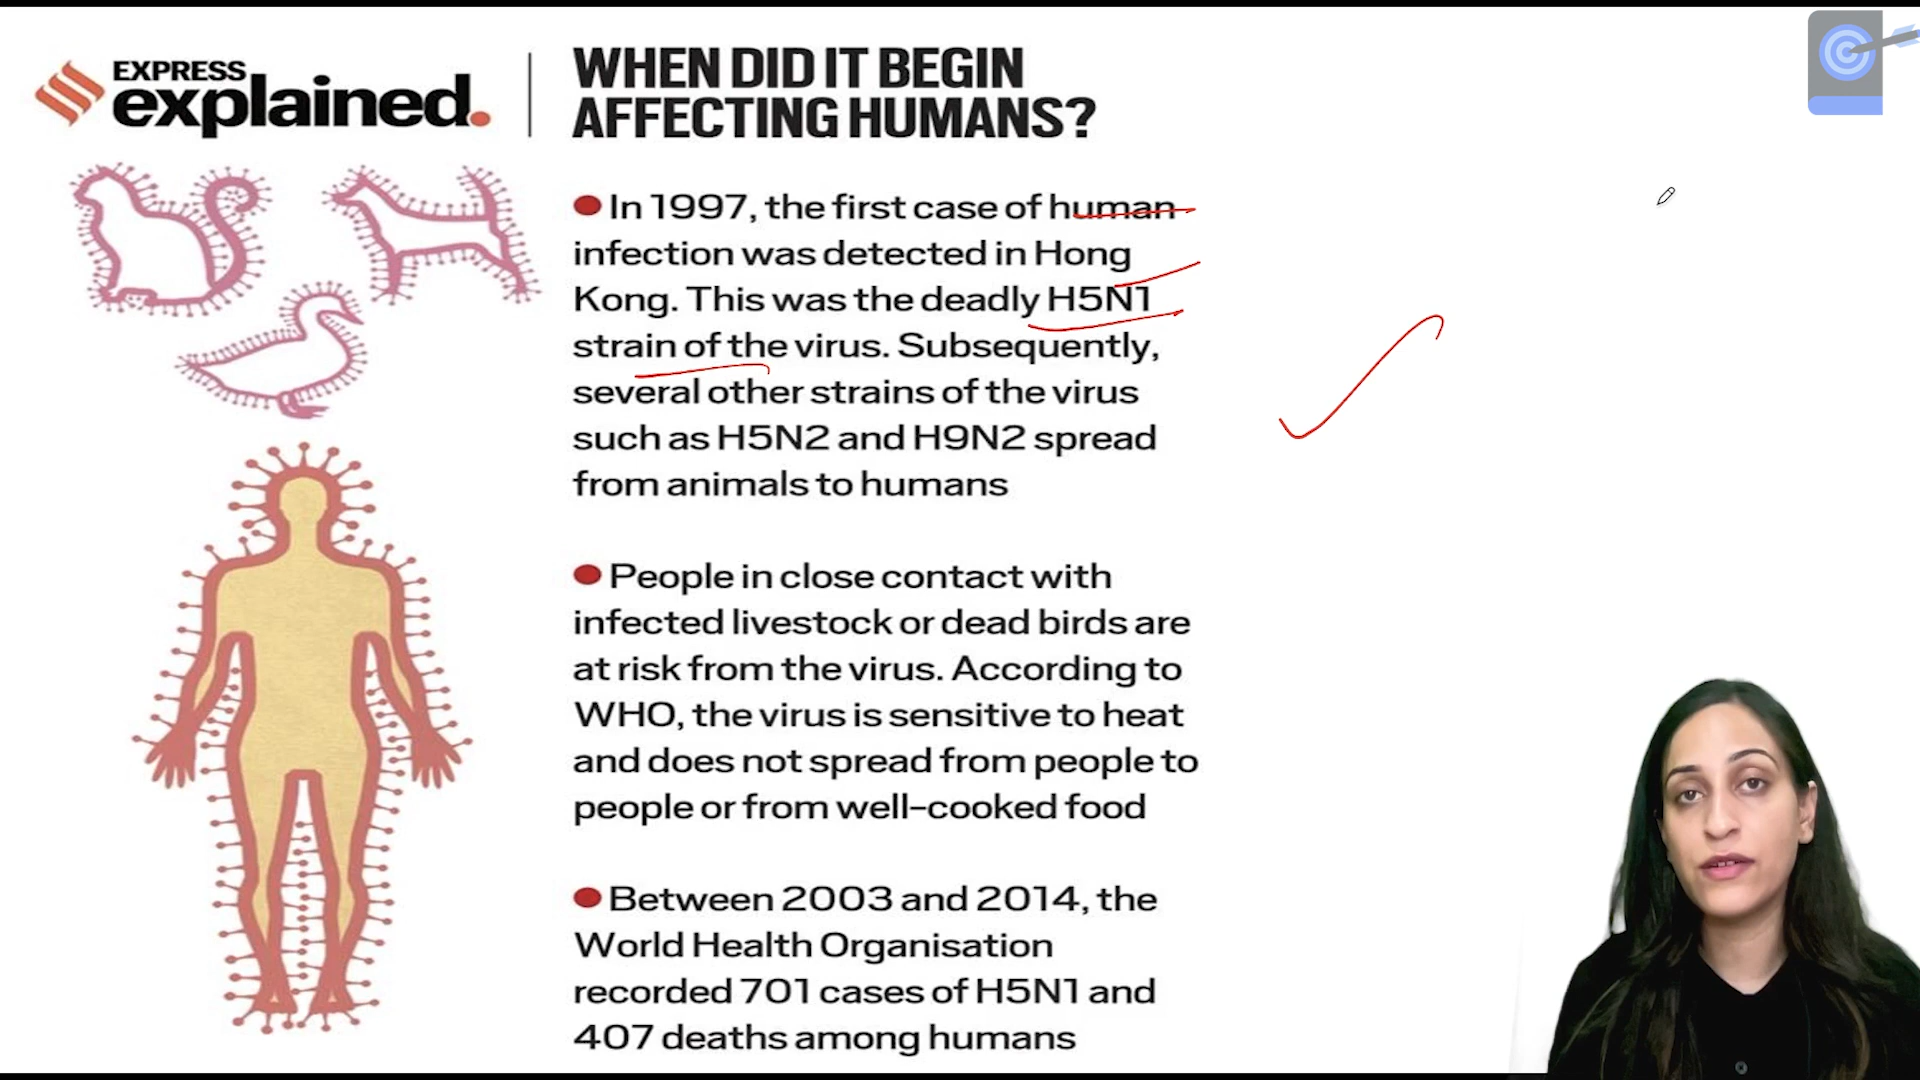 EXPRESS
explained.
WHEN DID IT BEGIN
AFFECTING HUMANS?
In 1997, the first case of human
infection was detected in Hong
Kong. This was the deadly H5N1
strain of the virus. Subsequently,
several other strains of the virus
such as H5N2 and H9N2 spread
from animals to humans
People in close contact with
infected livestock or dead birds are
at risk from the virus. According to
WHO, the virus is sensitive to heat
and does not spread from people to
people or from well-cooked food
Between 2003 and 2014, the
World Health Organisation
recorded 701 cases of H5N1 and
407 deaths among humans